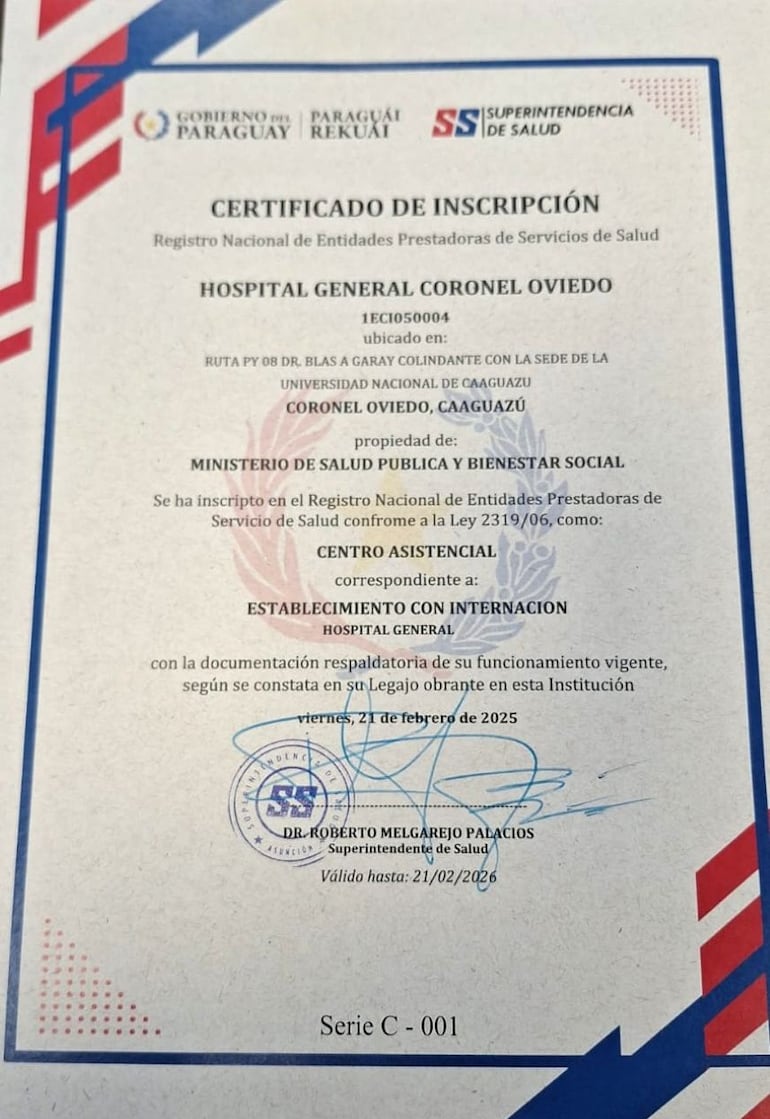 GOBIERNO DEL PARAGUAY | PARAGUÁI REKUÁI
SS | SUPERINTENDENCIA DE SALUD
CERTIFICADO DE INSCRIPCIÓN
Registro Nacional de Entidades Prestadoras de Servicios de Salud
HOSPITAL GENERAL CORONEL OVIEDO
1ECI050004
ubicado en:
RUTA PY 08 DR. BLAS A GARAY COLINDANTE CON LA SEDE DE LA
UNIVERSIDAD NACIONAL DE CAAGUAZU
CORONEL OVIEDO, CAAGUAZÚ
propiedad de:
MINISTERIO DE SALUD PUBLICA Y BIENESTAR SOCIAL
Se ha inscripto en el Registro Nacional de Entidades Prestadoras de
Servicio de Salud confrome a la Ley 2319/06, como:
CENTRO ASISTENCIAL
correspondiente a:
ESTABLECIMIENTO CON INTERNACION
HOSPITAL GENERAL
con la documentación respaldatoria de su funcionamiento vigente,
según se constata en su Legajo obrante en esta Institución
viernes, 21 de febrero de 2025
SUPERINTENDENCIA DE SALUD
SS
ASUNCIÓN
DR. ROBERTO MELGAREJO PALACIOS
Superintendente de Salud
Válido hasta: 21/02/2026
Serie C - 001